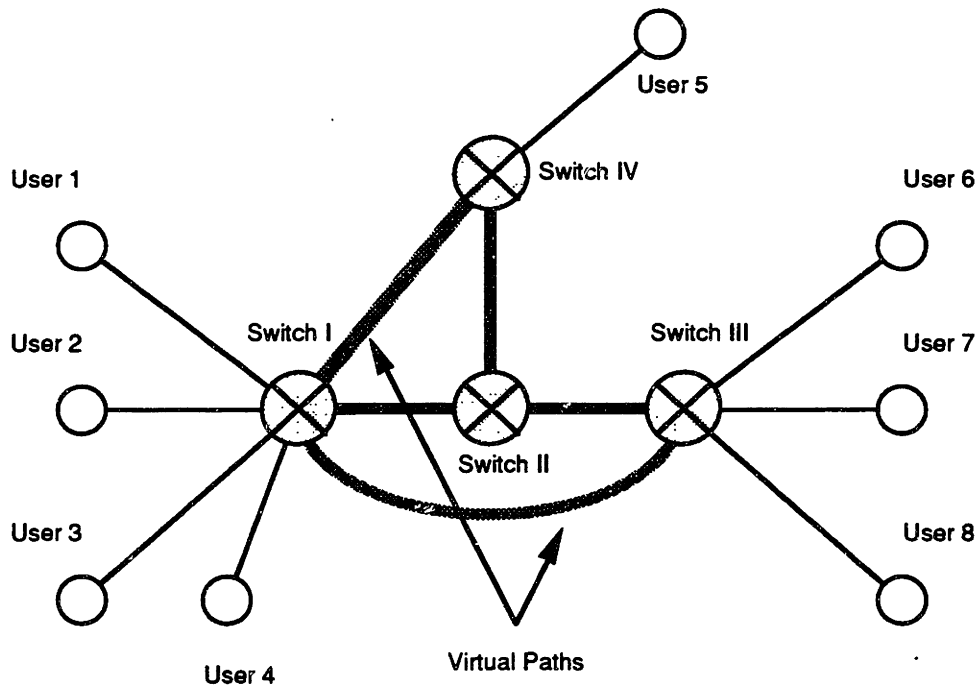 User 5
User 1
Switch IV
User 6
Switch I
Switch III
User 2
User 7
Switch II
User 3
User 8
Virtual Paths
User 4